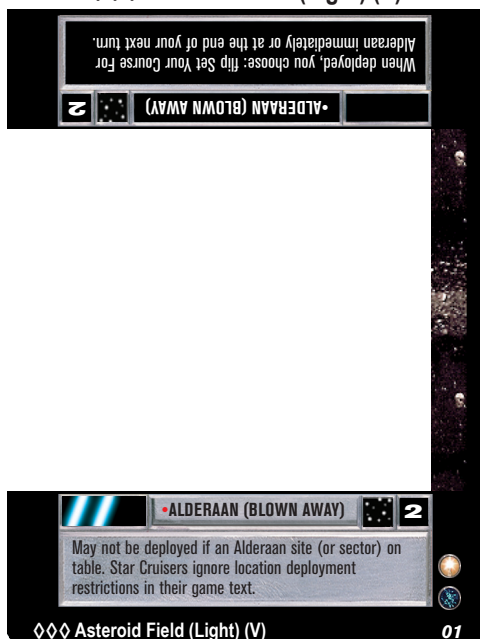 When deployed, you choose: flip Set Your Course For
Alderaan immediately or at the end of your next turn.
•ALDERAAN (BLOWN AWAY) 2
•ALDERAAN (BLOWN AWAY) 2
May not be deployed if an Alderaan site (or sector) on
table. Star Cruisers ignore location deployment
restrictions in their game text.
◊◊◊ Asteroid Field (Light) (V) 01